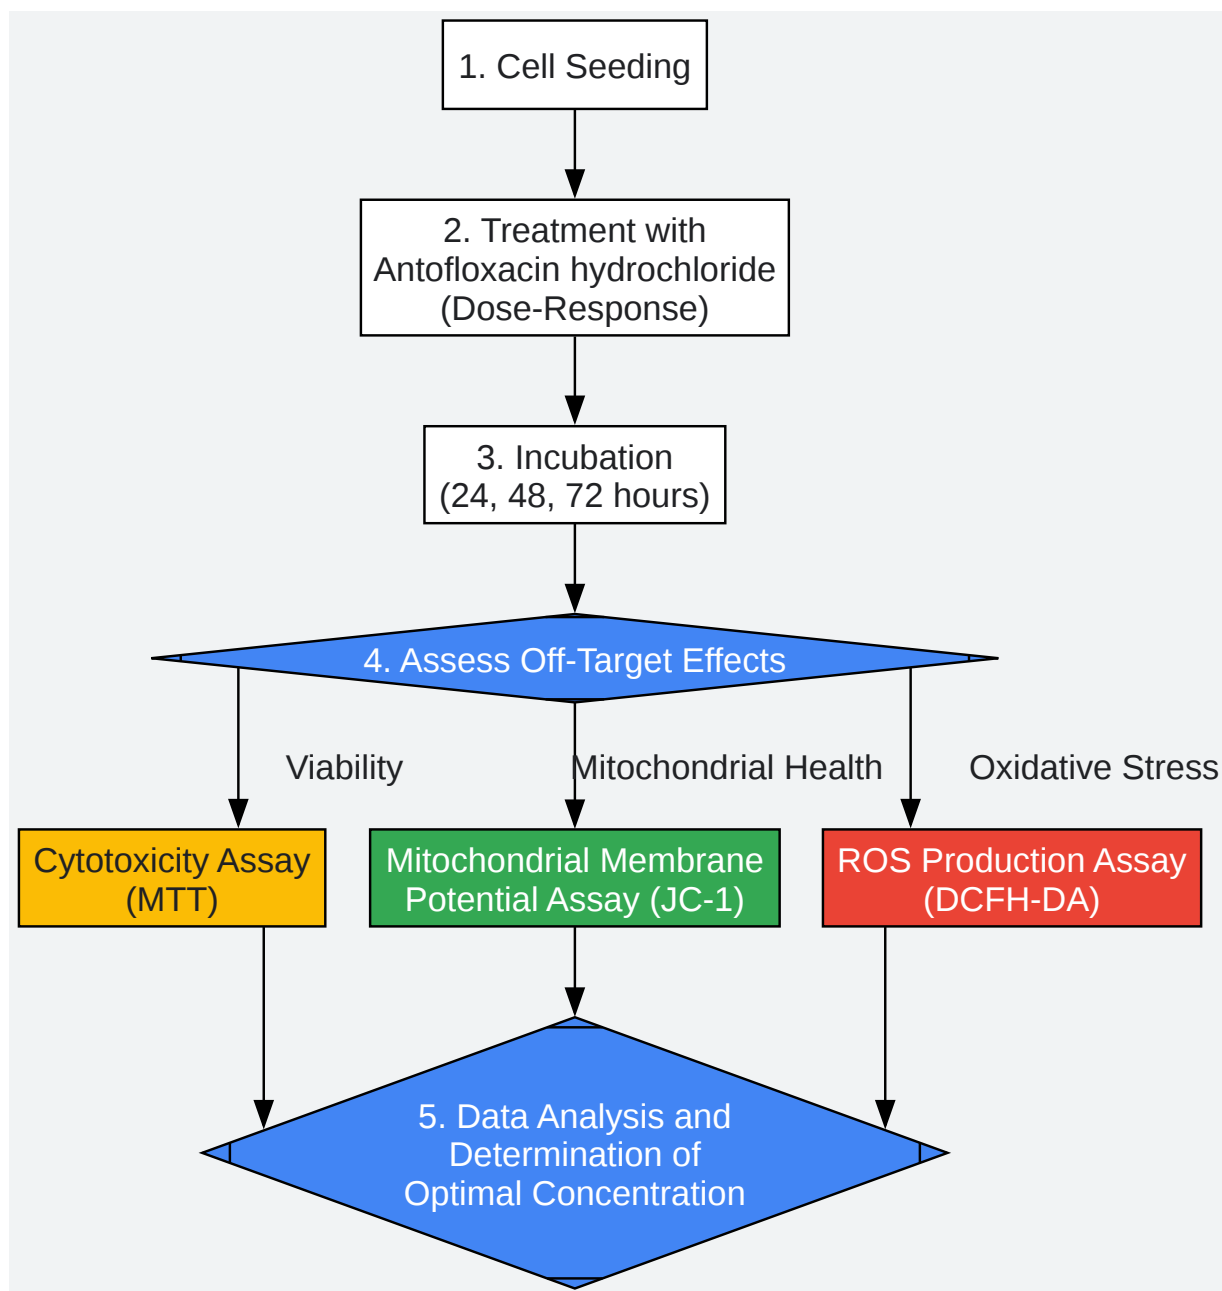 1. Cell Seeding
2. Treatment with
Antofloxacin hydrochloride
(Dose-Response)
3. Incubation
(24, 48, 72 hours)
4. Assess Off-Target Effects
Viability
Mitochondrial Health
Oxidative Stress
Cytotoxicity Assay
(MTT)
Mitochondrial Membrane
Potential Assay (JC-1)
ROS Production Assay
(DCFH-DA)
5. Data Analysis and
Determination of
Optimal Concentration